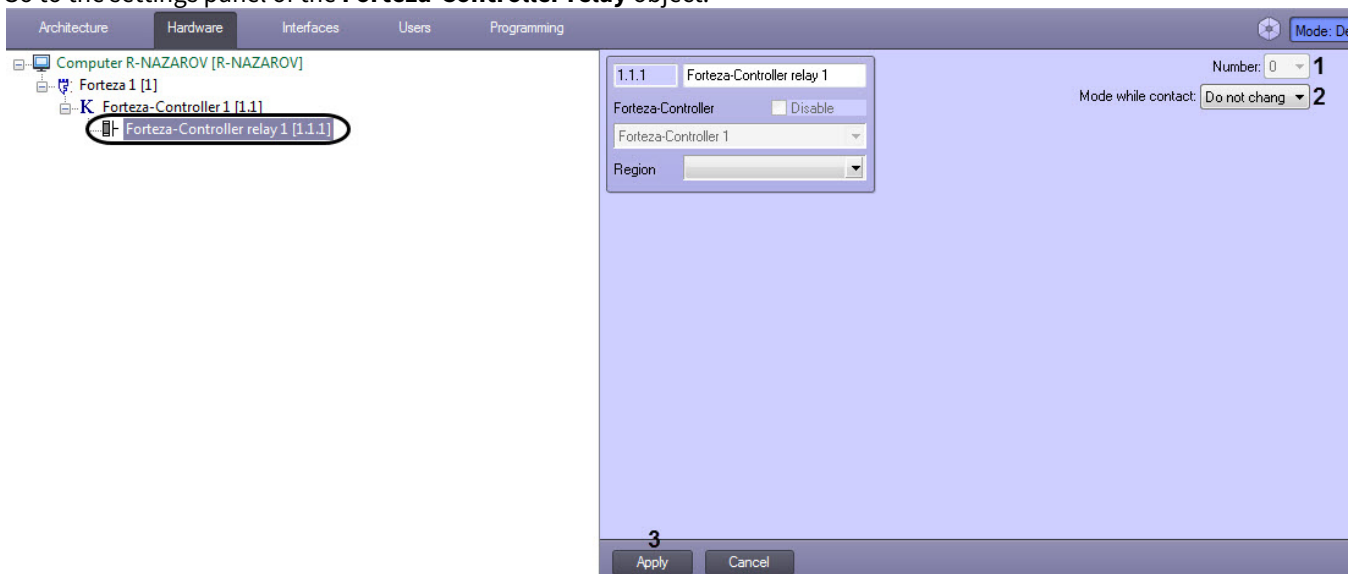 Go to the settings panel of the Forteza-Controller relay object.
Architecture Hardware Interfaces Users Programming Mode: De
Computer R-NAZAROV [R-NAZAROV]
Forteza 1 [1]
K Forteza-Controller 1 [1.1]
Forteza-Controller relay 1 [1.1.1]
1.1.1 Forteza-Controller relay 1
Forteza-Controller Disable
Forteza-Controller 1
Region
Number: 0 1
Mode while contact: Do not chang 2
3
Apply Cancel